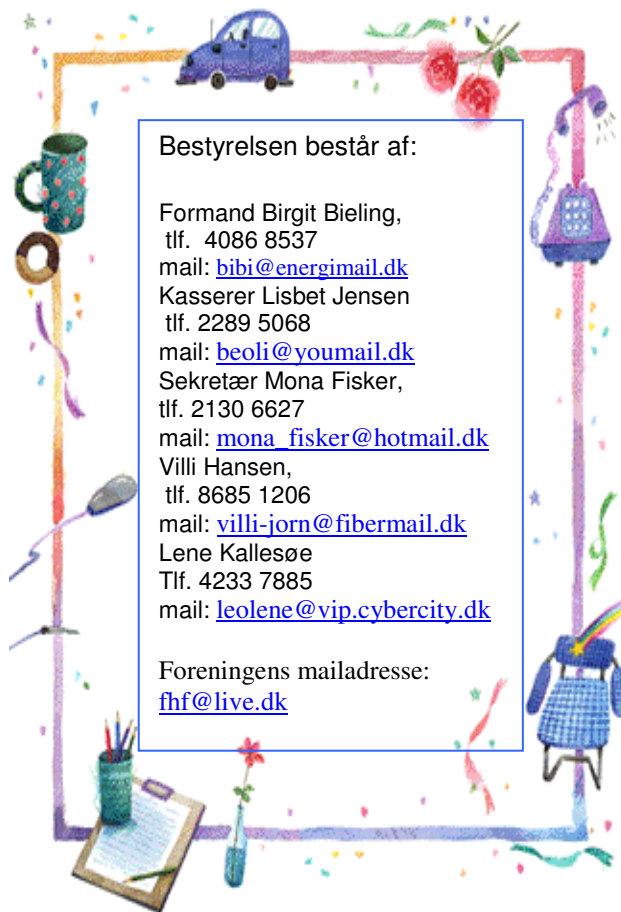 Bestyrelsen består af:
Formand Birgit Bieling,
tlf.  4086 8537
mail: bibi@energimail.dk
Kasserer Lisbet Jensen
tlf. 2289 5068
mail: beoli@youmail.dk
Sekretær Mona Fisker,
tlf. 2130 6627
mail: mona_fisker@hotmail.dk
Villi Hansen,
tlf. 8685 1206
mail: villi-jorn@fibermail.dk
Lene Kallesøe
Tlf. 4233 7885
mail: leolene@vip.cybercity.dk
Foreningens mailadresse:
fhf@live.dk